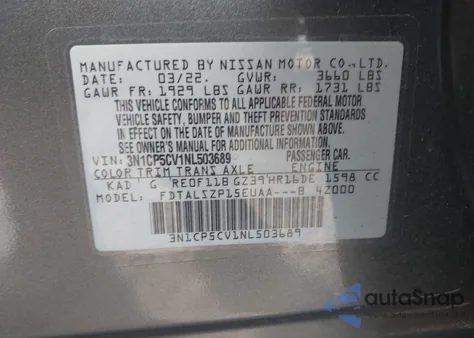 MANUFACTURED BY NISSAN MOTOR CO.,LTD.
DATE: 03/22. GVWR: 3660 LBS
GAWR FR: 1929 LBS GAWR RR: 1731 LBS
THIS VEHICLE CONFORMS TO ALL APPLICABLE FEDERAL MOTOR
VEHICLE SAFETY, BUMPER AND THEFT PREVENTION STANDARDS
IN EFFECT ON THE DATE OF MANUFACTURE SHOWN ABOVE.
SEE OWNER'S MANUAL FOR ADDITIONAL INFORMATION.
VIN: 3N1CP5CV1NL503689 PASSENGER CAR.
COLOR TRIM TRANS AXLE ENGINE
KAD G RE0F11B GZ39 HR16DE 1598 CC
MODEL: FDTALSZP15EUAA---B 42000
3N1CP5CV1NL503689
autoSnap